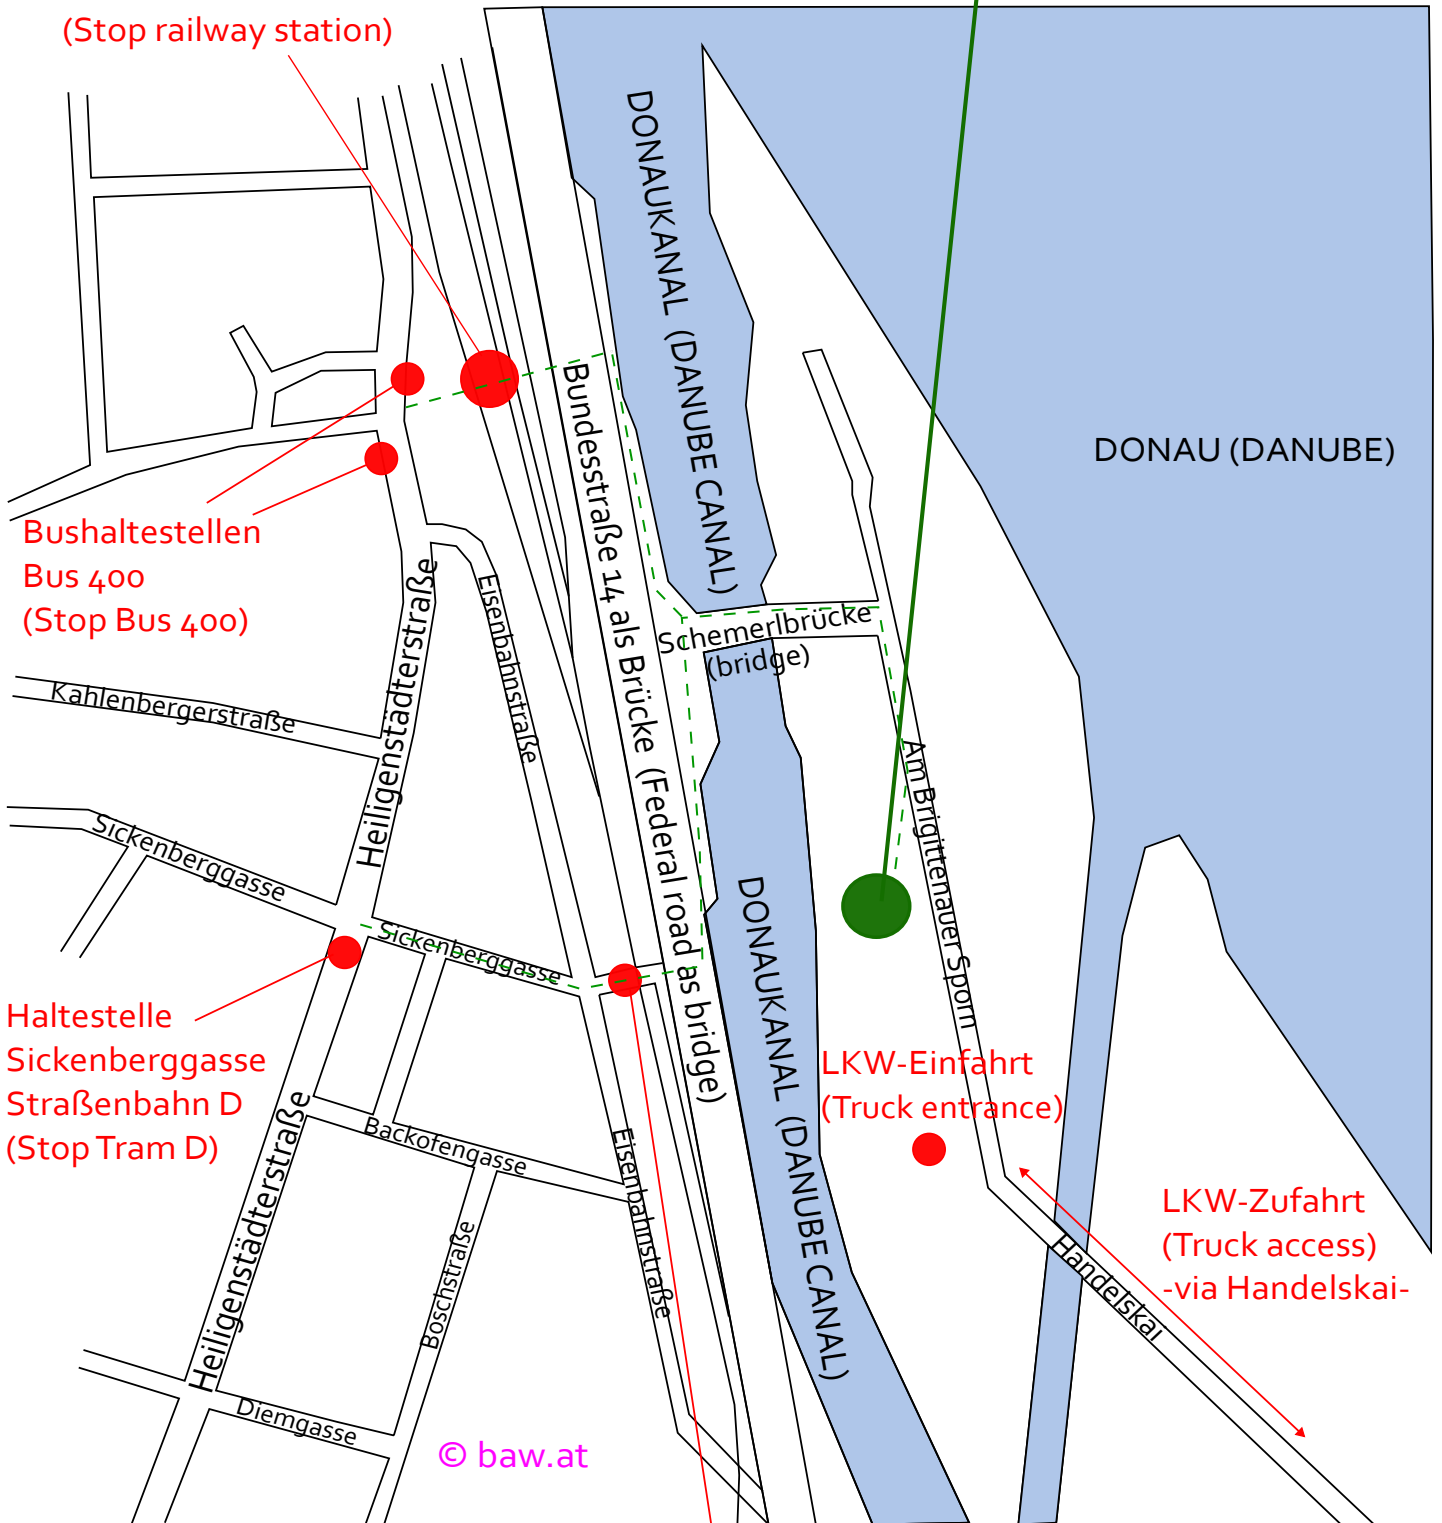 (Stop railway station)
DONAUKANAL (DANUBE CANAL)
DONAU (DANUBE)
Bundesstraße 14 als Brücke (Federal road as bridge)
Bushaltestellen
Bus 400
(Stop Bus 400)
Heiligenstädterstraße
Eisenbahnstraße
Schemerlbrücke
(bridge)
Kahlenbergerstraße
Am Brigittenauer Sporn
Sickenberggasse
Sickenberggasse
DONAUKANAL (DANUBE CANAL)
Haltestelle
Sickenberggasse
Straßenbahn D
(Stop Tram D)
LKW-Einfahrt
(Truck entrance)
Backofengasse
Heiligenstädterstraße
Eisenbahnstraße
Boschstraße
LKW-Zufahrt
(Truck access)
-via Handelskai-
Handelskai
Diemgasse
© baw.at